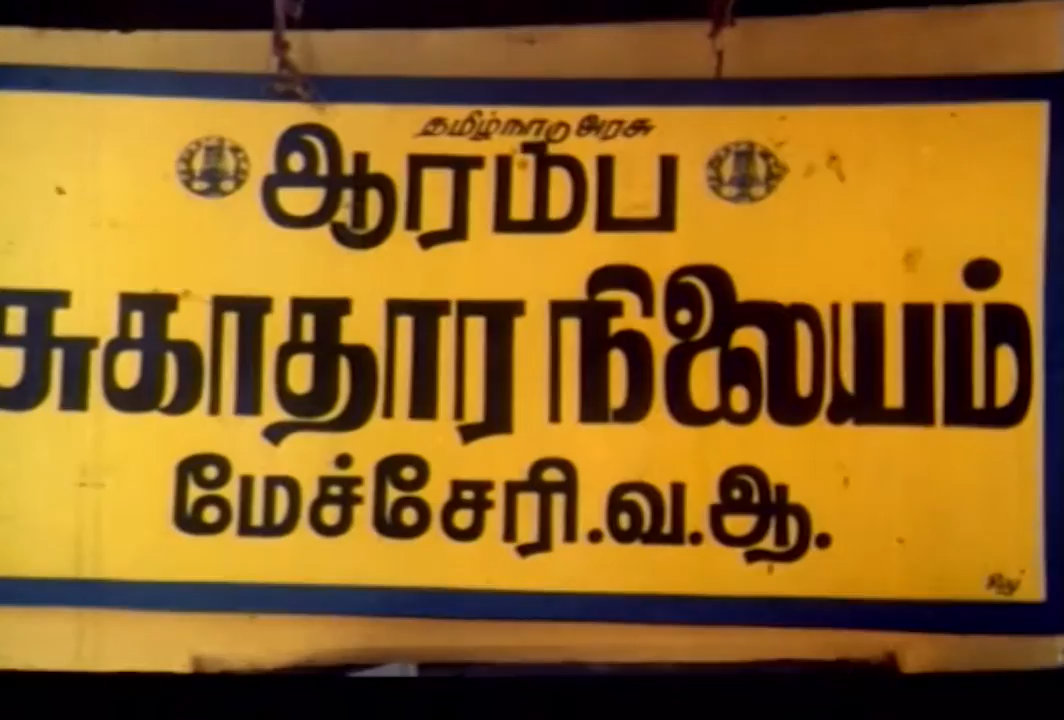 தமிழ்நாடு அரசு
ஆரம்ப
சுகாதார நிலையம்
மேச்சேரி.வ.ஆ.